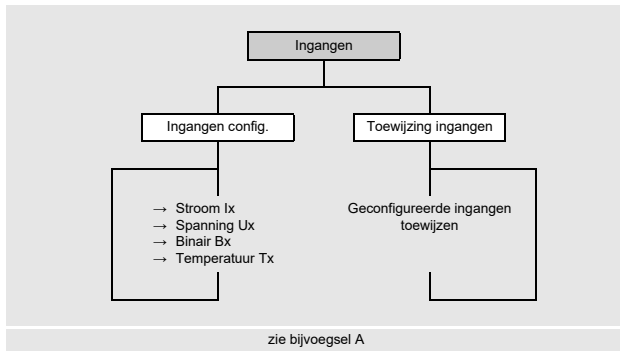 Ingangen
Ingangen config.
Toewijzing ingangen
→ Stroom Ix
→ Spanning Ux
→ Binair Bx
→ Temperatuur Tx
Geconfigureerde ingangen
toewijzen
zie bijvoegsel A